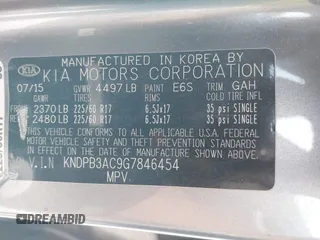 MANUFACTURED IN KOREA BY
KIA KIA MOTORS CORPORATION
07/15 GVWR 4497 LB PAINT E6S TRIM GAH
GAWR TIRES RIMS COLD TIRE INFL
2370 LB 225/60 R17 6.5Jx17 35 psi SINGLE
2480 LB 225/60 R17 6.5Jx17 35 psi SINGLE
THIS VEHICLE CONFORMS TO ALL APPLICABLE
FEDERAL MOTOR VEHICLE SAFETY, BUMPER,
AND THEFT PREVENTION STANDARDS IN EFFECT
ON THE DATE OF MANUFACTURE SHOWN ABOVE.
V.I.N KNDPB3AC9G7846454
MPV
© DREAMBID